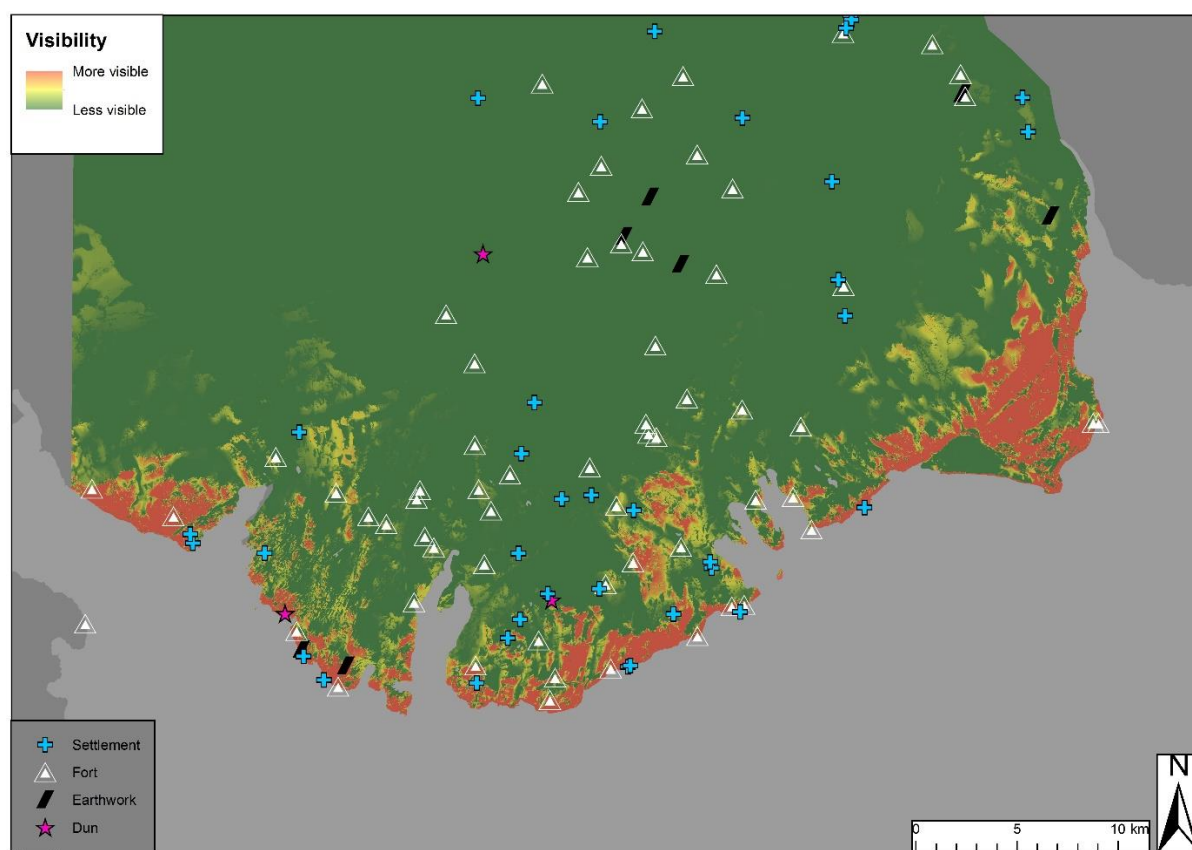 Visibility
More visible
Less visible
Settlement
Fort
Earthwork
Dun
0 5 10 km
N